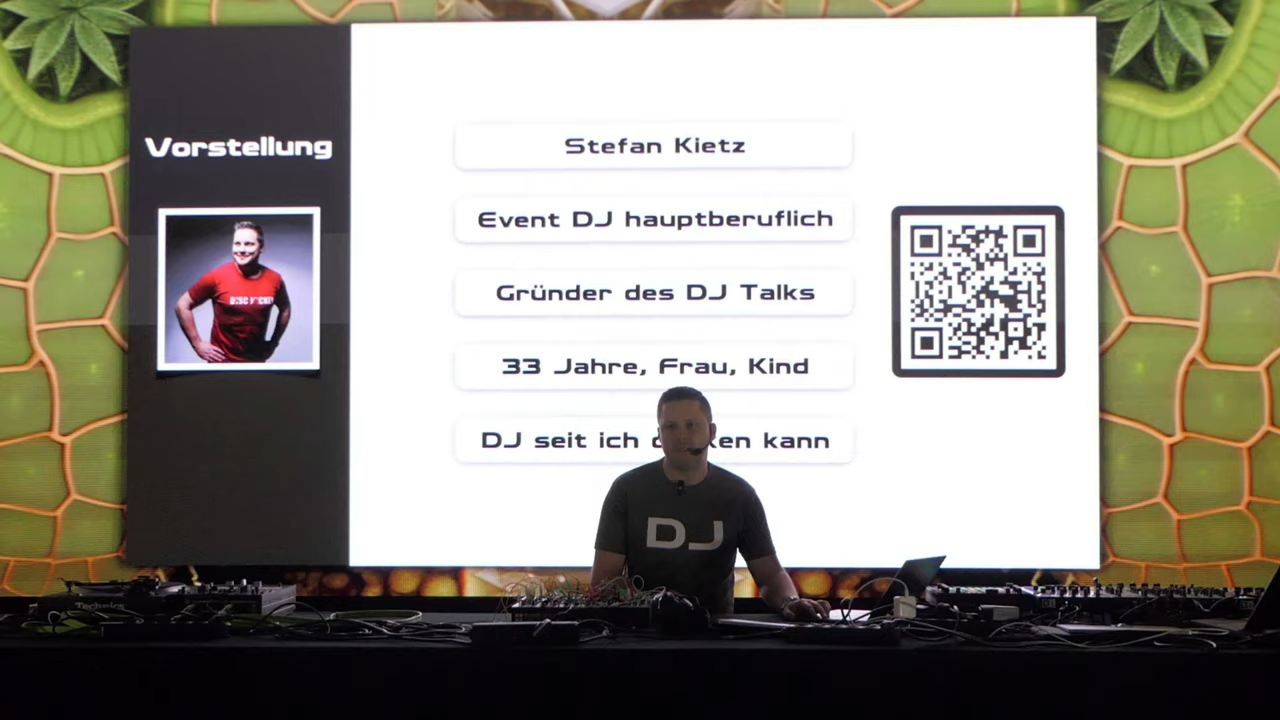 Vorstellung
Stefan Kietz
Event DJ hauptberuflich
Gründer des DJ Talks
33 Jahre, Frau, Kind
DJ seit ich kann
DJ
Technics